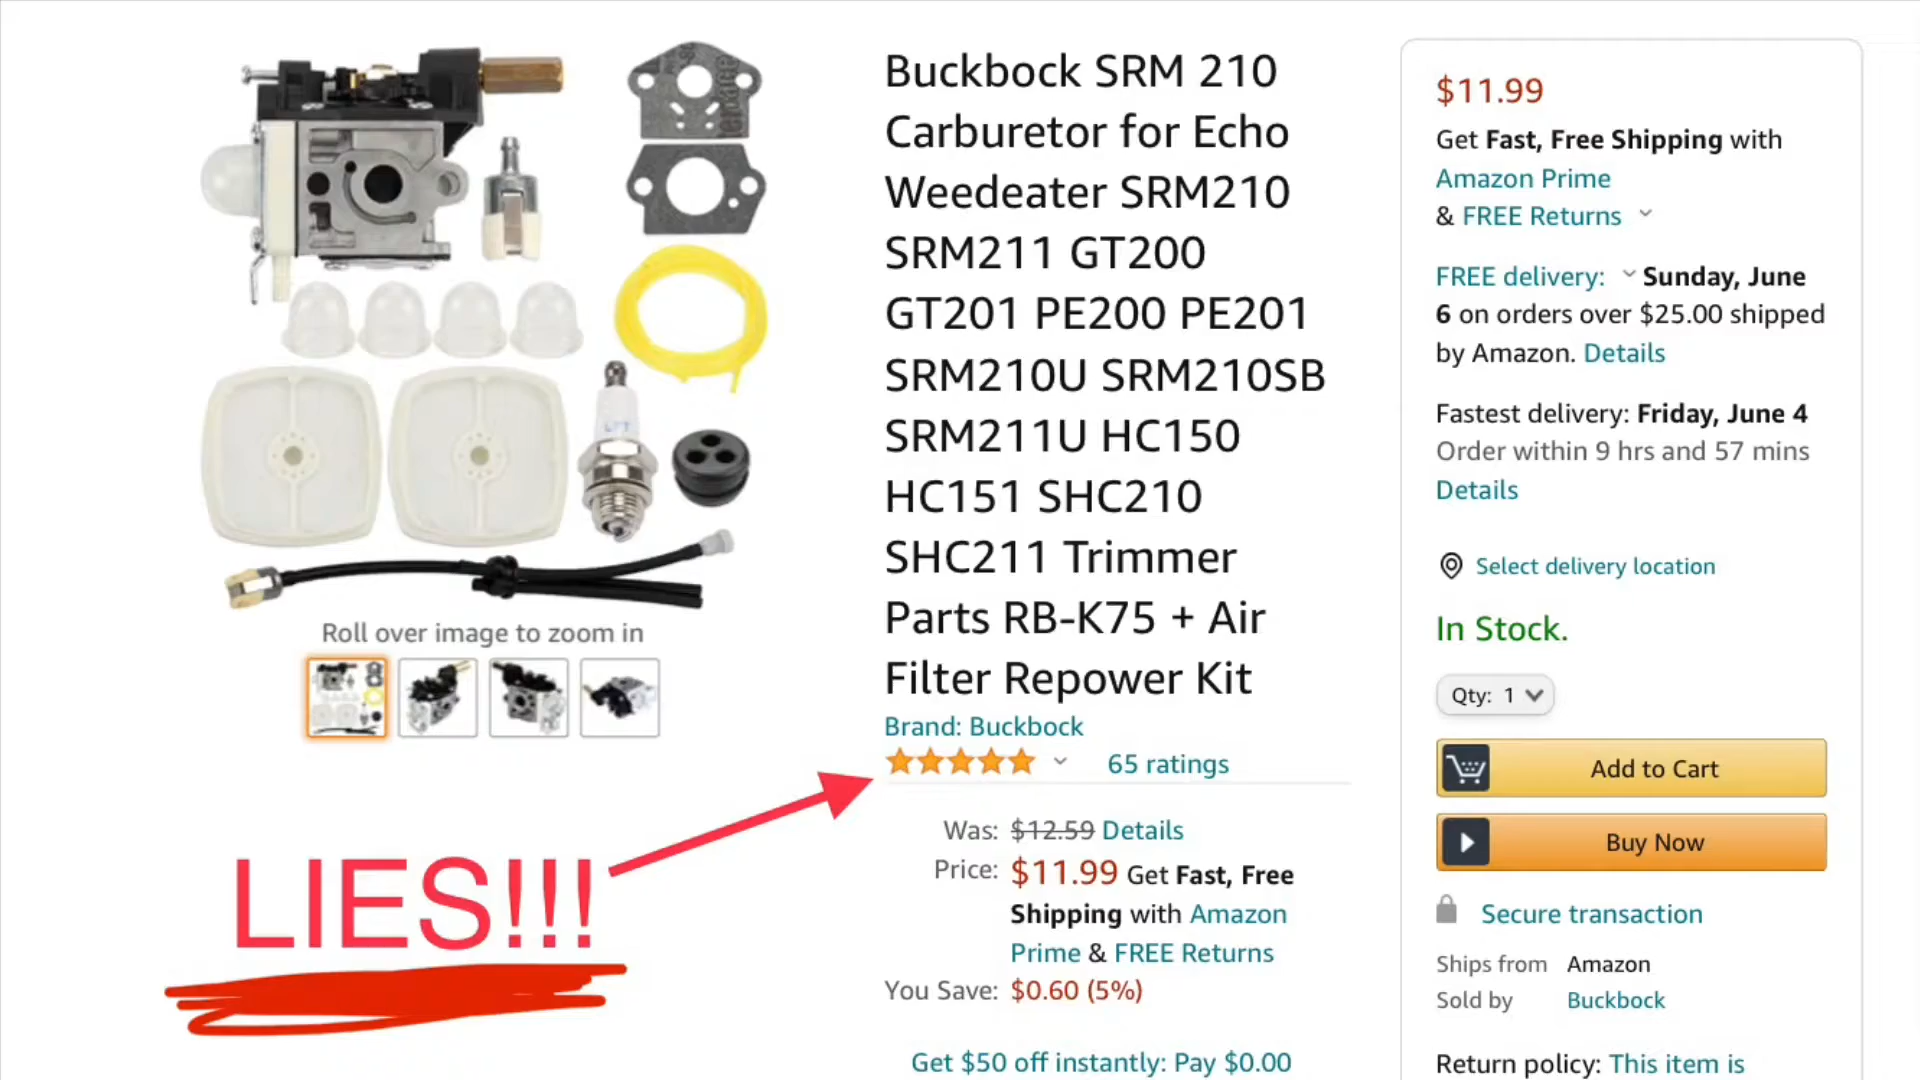 Buckbock SRM 210
Carburetor for Echo
Weedeater SRM210
SRM211 GT200
GT201 PE200 PE201
SRM210U SRM210SB
SRM211U HC150
HC151 SHC210
SHC211 Trimmer
Parts RB-K75 + Air
Filter Repower Kit
Brand: Buckbock
65 ratings
Was: $12.59 Details
Price: $11.99 Get Fast, Free
Shipping with Amazon
Prime & FREE Returns
You Save: $0.60 (5%)
Get $50 off instantly: Pay $0.00
Roll over image to zoom in
LIES!!!
$11.99
Get Fast, Free Shipping with
Amazon Prime
& FREE Returns
FREE delivery: Sunday, June
6 on orders over $25.00 shipped
by Amazon. Details
Fastest delivery: Friday, June 4
Order within 9 hrs and 57 mins
Details
Select delivery location
In Stock.
Qty: 1
Add to Cart
Buy Now
Secure transaction
Ships from Amazon
Sold by Buckbock
Return policy: This item is